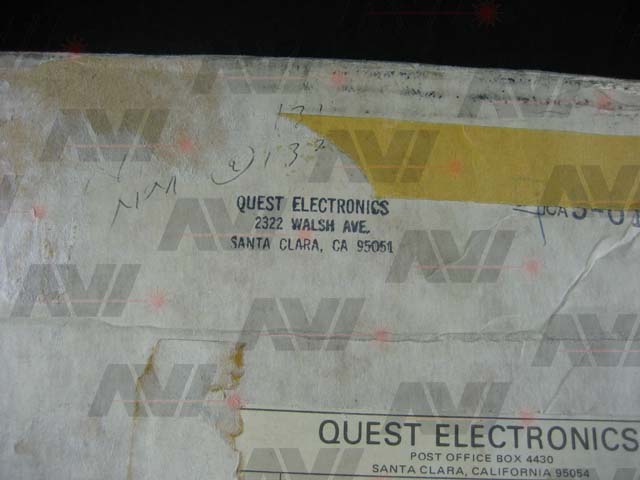 QUEST ELECTRONICS
2322 WALSH AVE.
SANTA CLARA, CA 95051
QUEST ELECTRONICS
POST OFFICE BOX 4430
SANTA CLARA, CALIFORNIA 95054
AVI